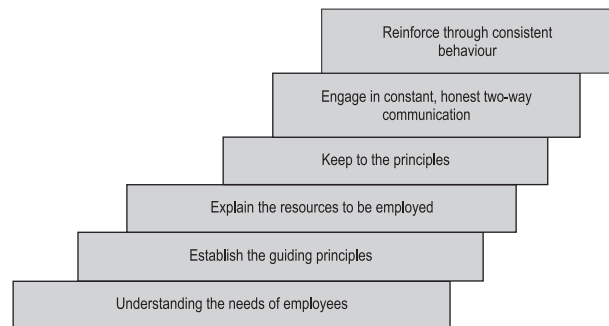 Reinforce through consistent
behaviour
Engage in constant, honest two-way
communication
Keep to the principles
Explain the resources to be employed
Establish the guiding principles
Understanding the needs of employees